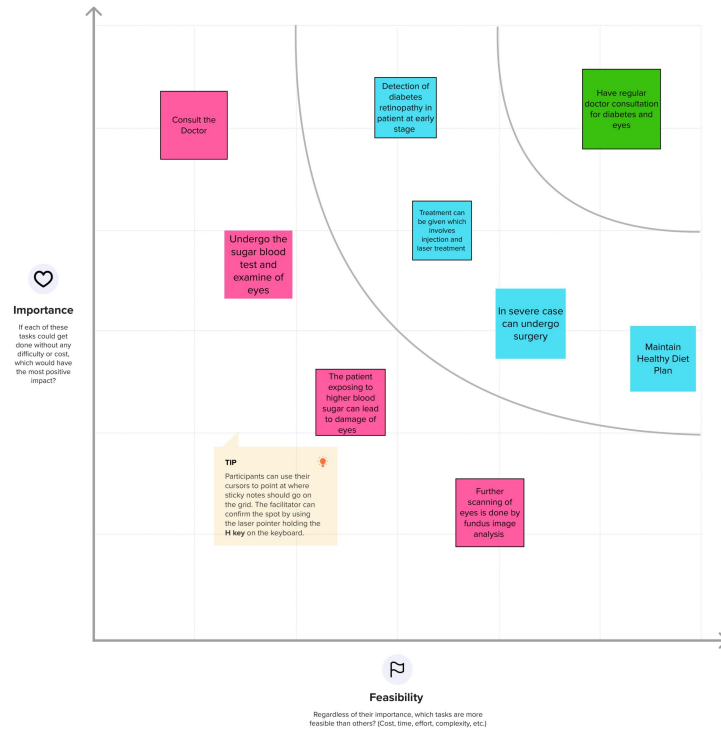 Consult the
Doctor
Detection of
diabetes
retinopathy in
patient at early
stage
Have regular
doctor consultation
for diabetes and
eyes
Treatment can
be given which
involves
injection and
laser treatment
Undergo the
sugar blood
test and
examine of
eyes
In severe case
can undergo
surgery
Maintain
Healthy Diet
Plan
Importance
If each of these
tasks could get
done without any
difficulty or cost,
which would have
the most positive
impact?
The patient
exposing to
higher blood
sugar can lead
to damage of
eyes
TIP
Participants can use their
cursors to point at where
sticky notes should go on
the grid. The facilitator can
confirm the spot by using
the laser pointer holding the
H key on the keyboard.
Further
scanning of
eyes is done by
fundus image
analysis
Feasibility
Regardless of their importance, which tasks are more
feasible than others? (Cost, time, effort, complexity, etc.)